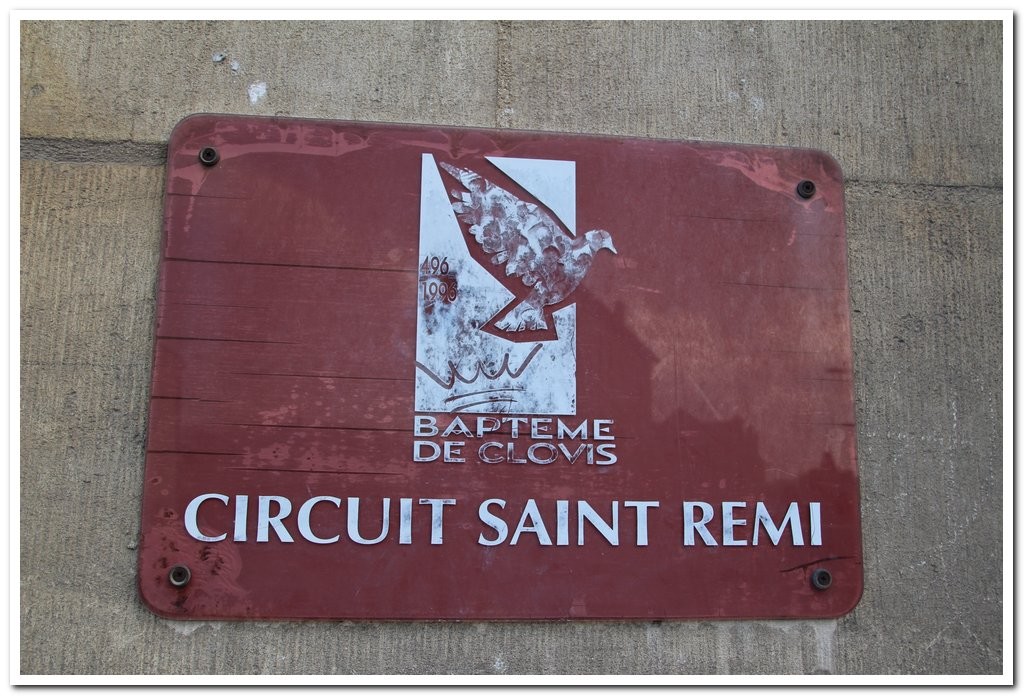 496
1996
BAPTEME
DE CLOVIS
CIRCUIT SAINT REMI